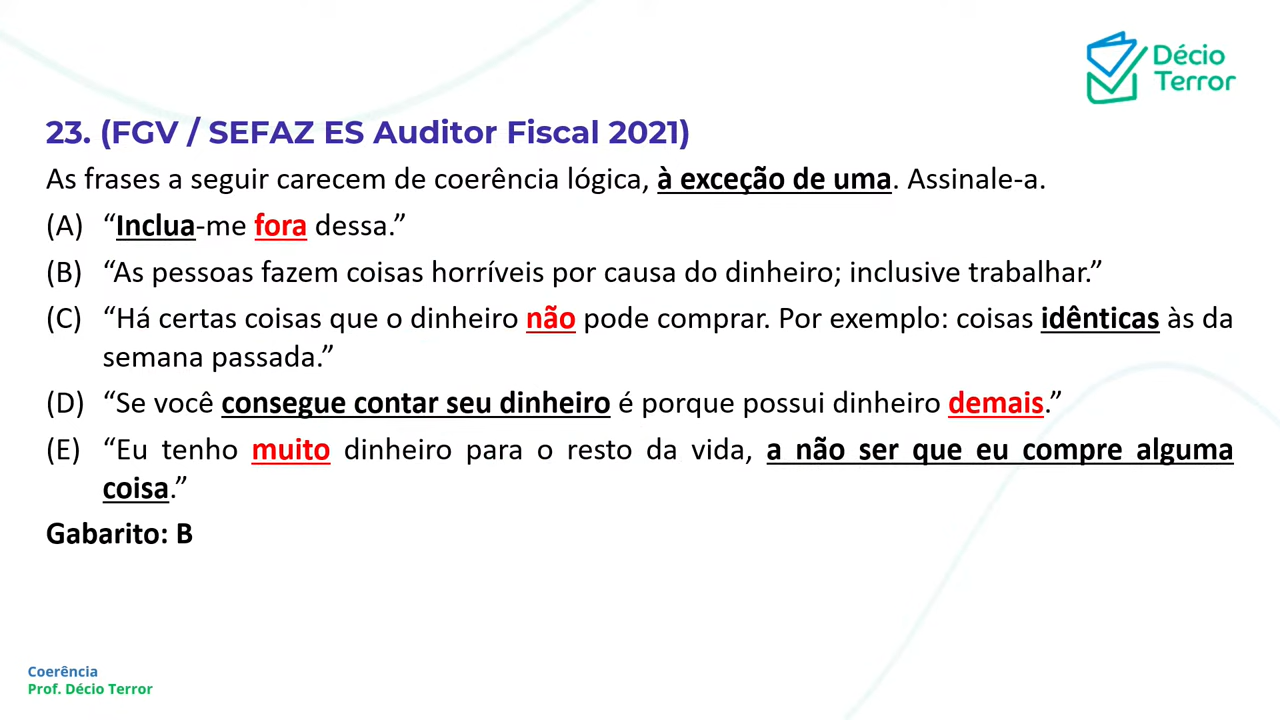 Décio
Terror
23. (FGV / SEFAZ ES Auditor Fiscal 2021)
As frases a seguir carecem de coerência lógica, à exceção de uma. Assinale-a.
(A) “Inclua-me fora dessa.”
(B) “As pessoas fazem coisas horríveis por causa do dinheiro; inclusive trabalhar.”
(C) “Há certas coisas que o dinheiro não pode comprar. Por exemplo: coisas idênticas às da
semana passada.”
(D) “Se você consegue contar seu dinheiro é porque possui dinheiro demais.”
(E) “Eu tenho muito dinheiro para o resto da vida, a não ser que eu compre alguma
coisa.”
Gabarito: B
Coerência
Prof. Décio Terror